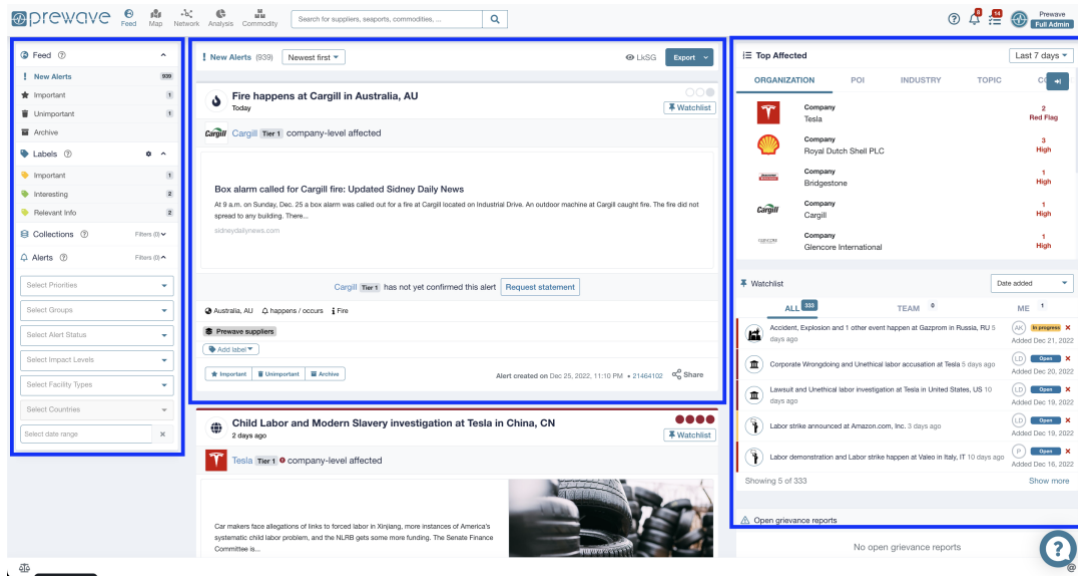 prewave
Feed Map Network Analysis Commodity
Search for suppliers, seaports, commodities, ...
8
14
Prewave
Full Admin
Feed
New Alerts 939
Important 1
Unimportant 1
Archive
Labels
Important 1
Interesting 2
Relevant Info 2
Collections Filters (0)
Alerts Filters (0)
Select Priorities
Select Groups
Select Alert Status
Select Impact Levels
Select Facility Types
Select Countries
Select date range
New Alerts (939) Newest first LkSG Export
Fire happens at Cargill in Australia, AU
Today
Watchlist
Cargill Cargill Tier 1 company-level affected
Box alarm called for Cargill fire: Updated Sidney Daily News
At 9 a.m. on Sunday, Dec. 25 a box alarm was called out for a fire at Cargill located on Industrial Drive. An outdoor machine at Cargill caught fire. The fire did not
spread to any building. There...
sidneydailynews.com
Cargill Tier 1 has not yet confirmed this alert Request statement
Australia, AU happens / occurs Fire
Prewave suppliers
Add label
Important Unimportant Archive
Alert created on Dec 25, 2022, 11:10 PM • 21464102 Share
Child Labor and Modern Slavery investigation at Tesla in China, CN
2 days ago
Watchlist
Tesla Tier 1 company-level affected
Car makers face allegations of links to forced labor in Xinjiang, more instances of America's
systematic child labor problem, and the NLRB gets some more funding. The Senate Finance
Committee is...
Top Affected Last 7 days
ORGANIZATION POI INDUSTRY TOPIC
Company
Tesla
2
Red Flag
Company
Royal Dutch Shell PLC
3
High
Company
Bridgestone
1
High
Cargill
Company
Cargill
1
High
GLENCORE
Company
Glencore International
1
High
Watchlist Date added
ALL 333 TEAM 0 ME 1
Accident, Explosion and 1 other event happen at Gazprom in Russia, RU 5
days ago
AK In progress
Added Dec 21, 2022
Corporate Wrongdoing and Unethical labor accusation at Tesla 5 days ago
LD Open
Added Dec 20, 2022
Lawsuit and Unethical labor investigation at Tesla in United States, US 10
days ago
LD Open
Added Dec 19, 2022
Labor strike announced at Amazon.com, Inc. 3 days ago
LD Open
Added Dec 19, 2022
Labor demonstration and Labor strike happen at Valeo in Italy, IT 10 days ago
P Open
Added Dec 16, 2022
Showing 5 of 333 Show more
Open grievance reports
No open grievance reports